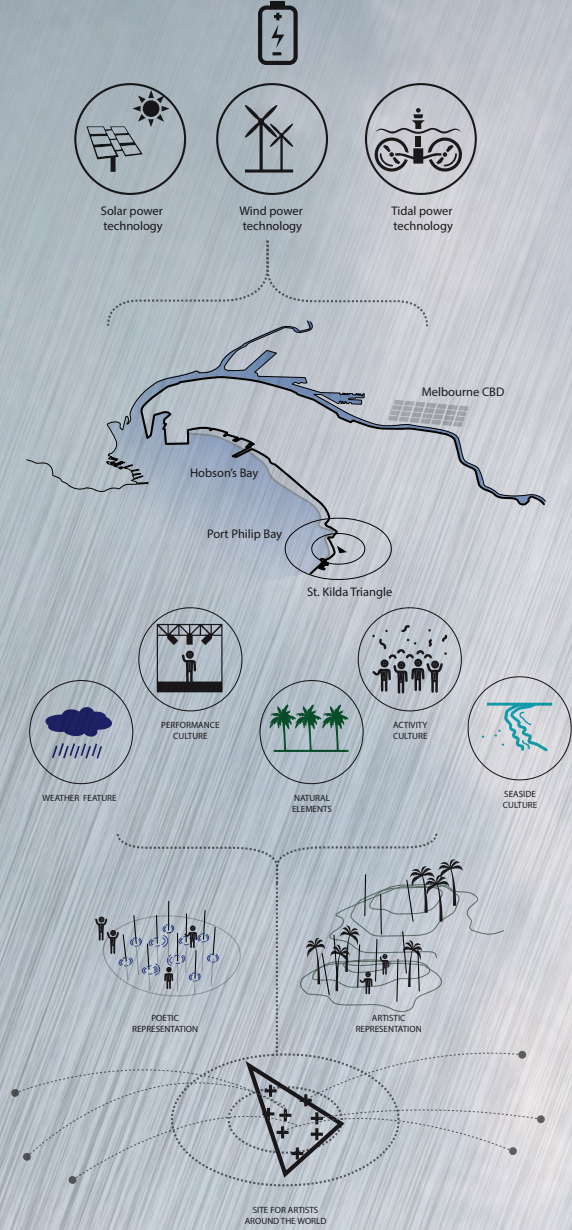 Solar power
technology
Wind power
technology
Tidal power
technology
Melbourne CBD
Hobson's Bay
Port Philip Bay
St. Kilda Triangle
PERFORMANCE
CULTURE
ACTIVITY
CULTURE
WEATHER FEATURE
NATURAL
ELEMENTS
SEASIDE
CULTURE
POETIC
REPRESENTATION
ARTISTIC
REPRESENTATION
SITE FOR ARTISTS
AROUND THE WORLD